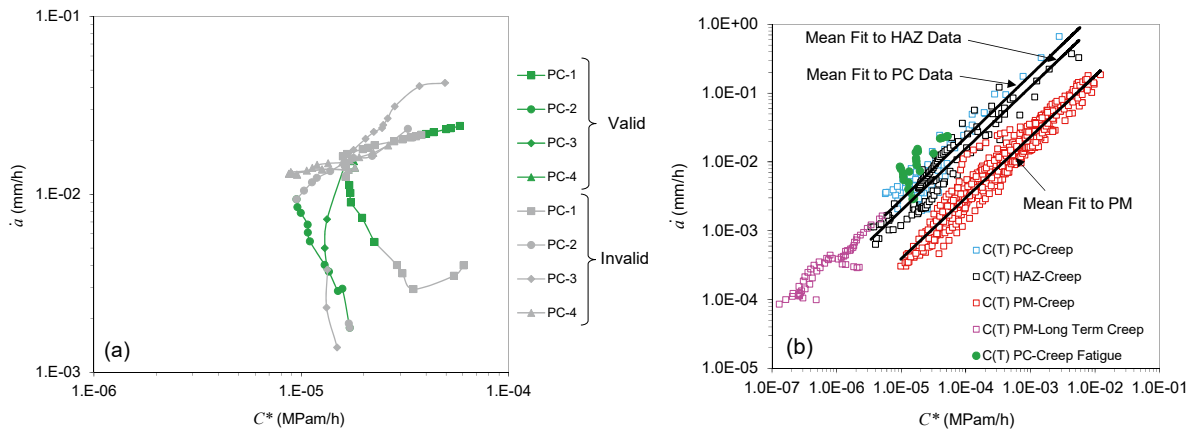 1.E-01
1.E-02
1.E-03
1.E-06
1.E-05
1.E-04
ȧ (mm/h)
C* (MPam/h)
(a)
PC-1
PC-2
PC-3
PC-4
Valid
PC-1
PC-2
PC-3
PC-4
Invalid
1.0E+00
1.0E-01
1.0E-02
1.0E-03
1.0E-04
1.0E-05
1.0E-07
1.0E-06
1.0E-05
1.0E-04
1.0E-03
1.0E-02
1.0E-01
ȧ (mm/h)
C* (MPam/h)
(b)
Mean Fit to HAZ Data
Mean Fit to PC Data
Mean Fit to PM
C(T) PC-Creep
C(T) HAZ-Creep
C(T) PM-Creep
C(T) PM-Long Term Creep
C(T) PC-Creep Fatigue